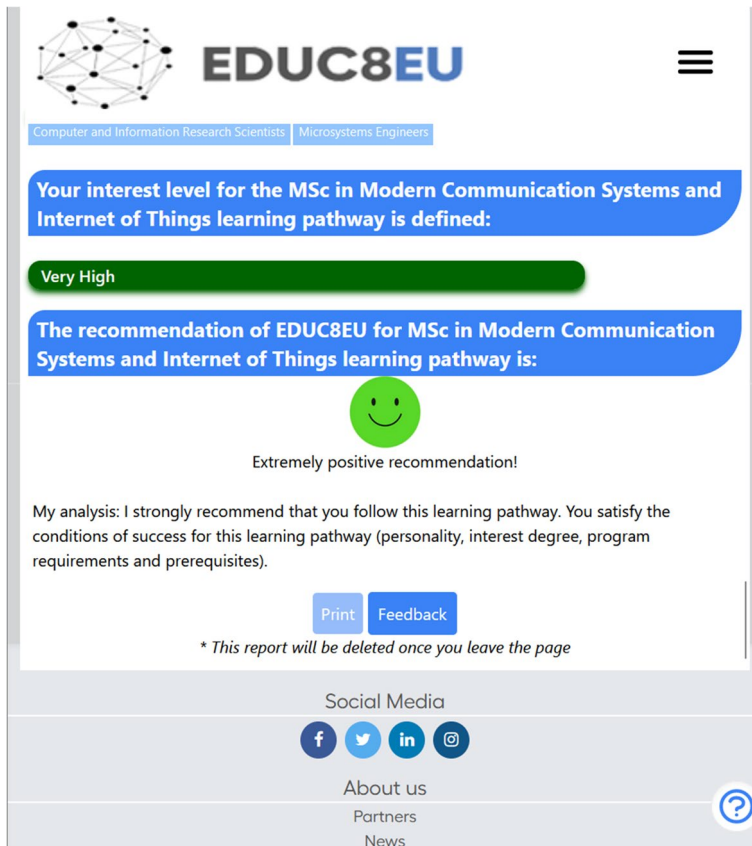 EDUC8EU
Computer and Information Research Scientists Microsystems Engineers
Your interest level for the MSc in Modern Communication Systems and
Internet of Things learning pathway is defined:
Very High
The recommendation of EDUC8EU for MSc in Modern Communication
Systems and Internet of Things learning pathway is:
Extremely positive recommendation!
My analysis: I strongly recommend that you follow this learning pathway. You satisfy the
conditions of success for this learning pathway (personality, interest degree, program
requirements and prerequisites).
Print Feedback
* This report will be deleted once you leave the page
Social Media
About us
Partners
News